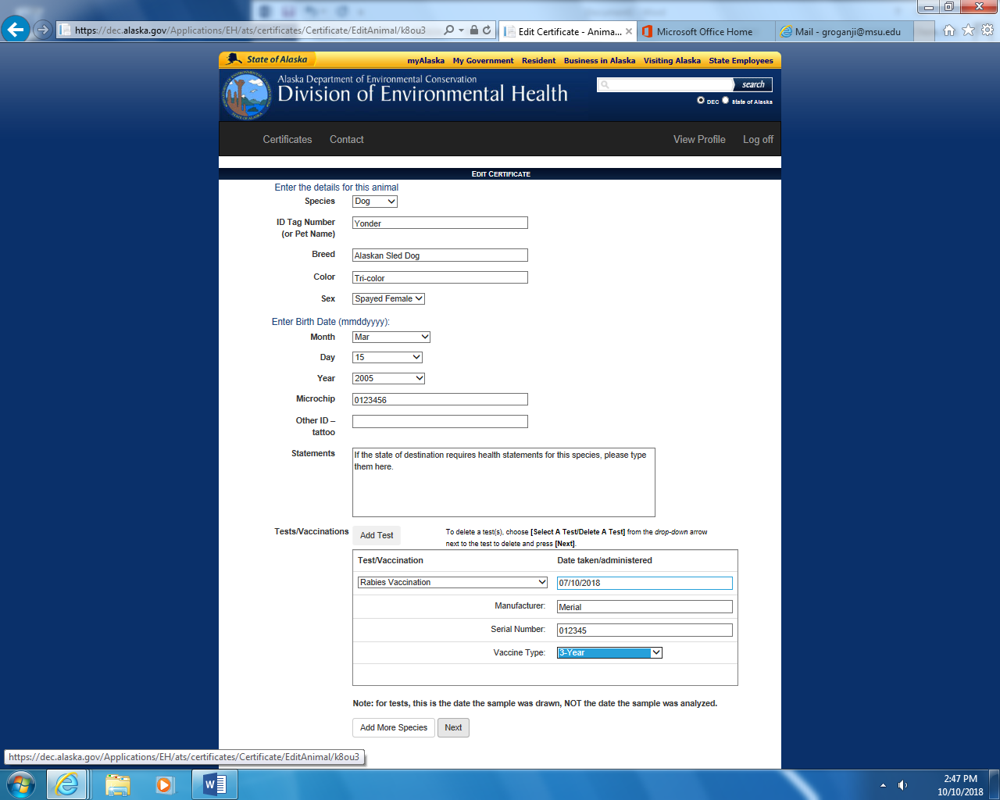 https://dec.alaska.gov/Applications/EH/ats/certificates/Certificate/EditAnimal/k8ou3
Edit Certificate - Anima...
Microsoft Office Home
Mail - groganji@msu.edu
State of Alaska
myAlaska My Government Resident Business in Alaska Visiting Alaska State Employees
Alaska Department of Environmental Conservation
Division of Environmental Health
search
DEC State of Alaska
Certificates Contact View Profile Log off
EDIT CERTIFICATE
Enter the details for this animal
Species Dog
ID Tag Number
(or Pet Name) Yonder
Breed Alaskan Sled Dog
Color Tri-color
Sex Spayed Female
Enter Birth Date (mmddyyyy):
Month Mar
Day 15
Year 2005
Microchip 0123456
Other ID –
tattoo
Statements If the state of destination requires health statements for this species, please type
them here.
Tests/Vaccinations Add Test To delete a test(s), choose [Select A Test/Delete A Test] from the drop-down arrow
next to the test to delete and press [Next].
Test/Vaccination Date taken/administered
Rabies Vaccination 07/10/2018
Manufacturer: Merial
Serial Number: 012345
Vaccine Type: 3-Year
Note: for tests, this is the date the sample was drawn, NOT the date the sample was analyzed.
Add More Species Next
https://dec.alaska.gov/Applications/EH/ats/certificates/Certificate/EditAnimal/k8ou3
2:47 PM
10/10/2018